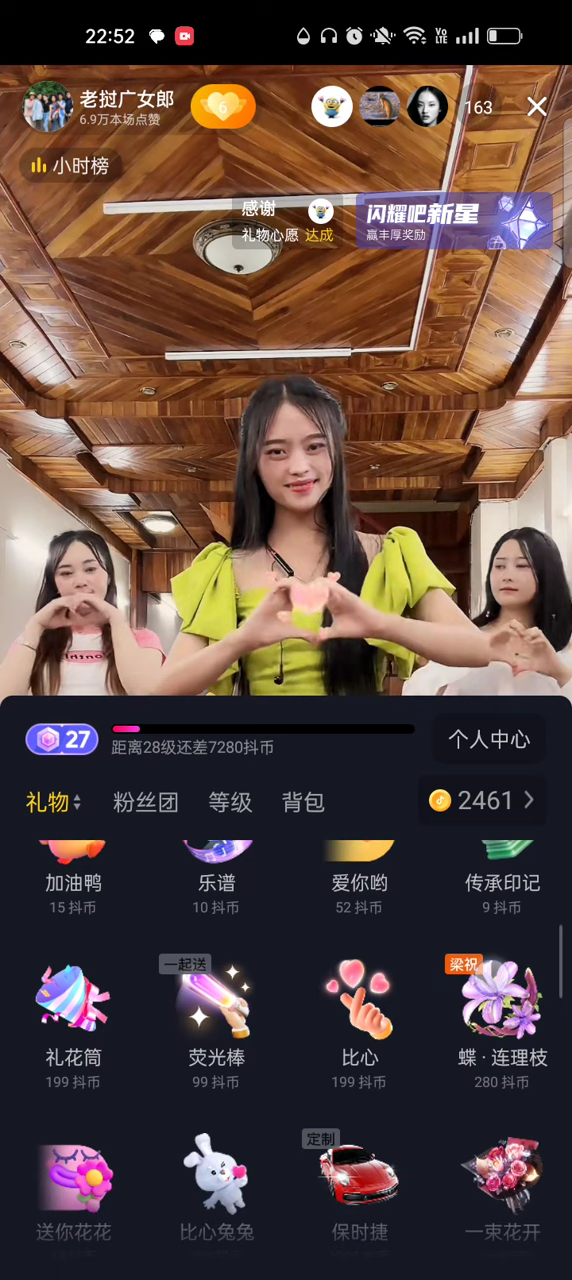 22:52
Vo
LTE
老挝广女郎
6.9万本场点赞
6
163
小时榜
感谢
礼物心愿 达成
闪耀吧新星
赢丰厚奖励
27
距离28级还差7280抖币
个人中心
礼物
粉丝团
等级
背包
2461
加油鸭
乐谱
爱你哟
传承印记
15 抖币
10 抖币
52 抖币
9 抖币
一起送
梁祝
礼花筒
荧光棒
比心
蝶 · 连理枝
199 抖币
99 抖币
199 抖币
280 抖币
定制
送你花花
比心兔兔
保时捷
一束花开